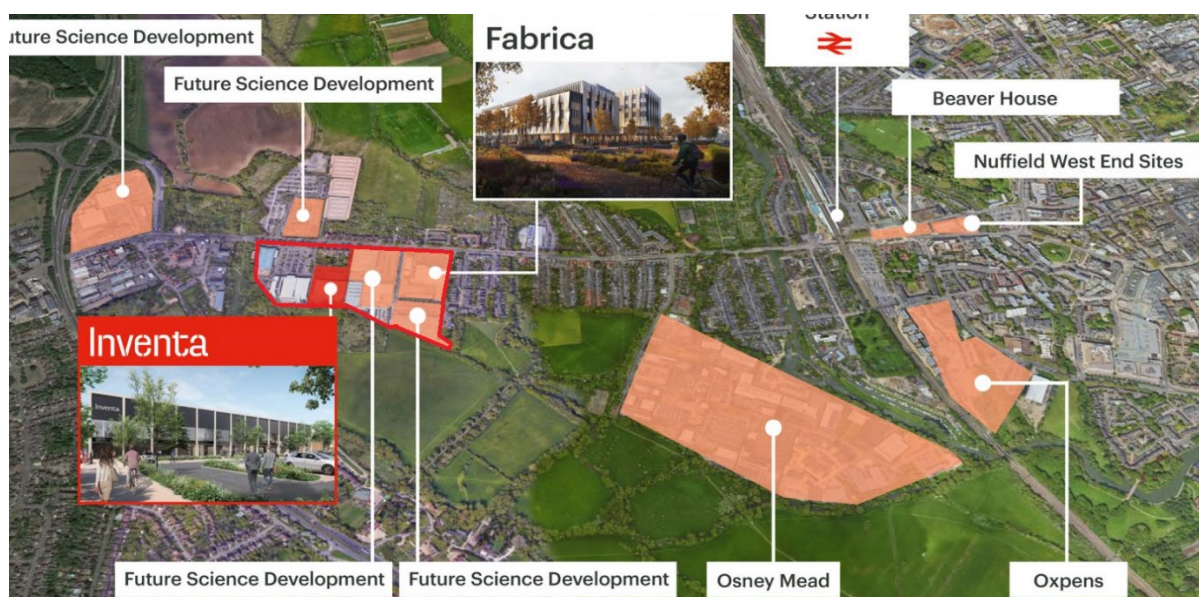 uture Science Development
Future Science Development
Fabrica
Station
Beaver House
Nuffield West End Sites
Inventa
Inventa
Future Science Development
Future Science Development
Osney Mead
Oxpens